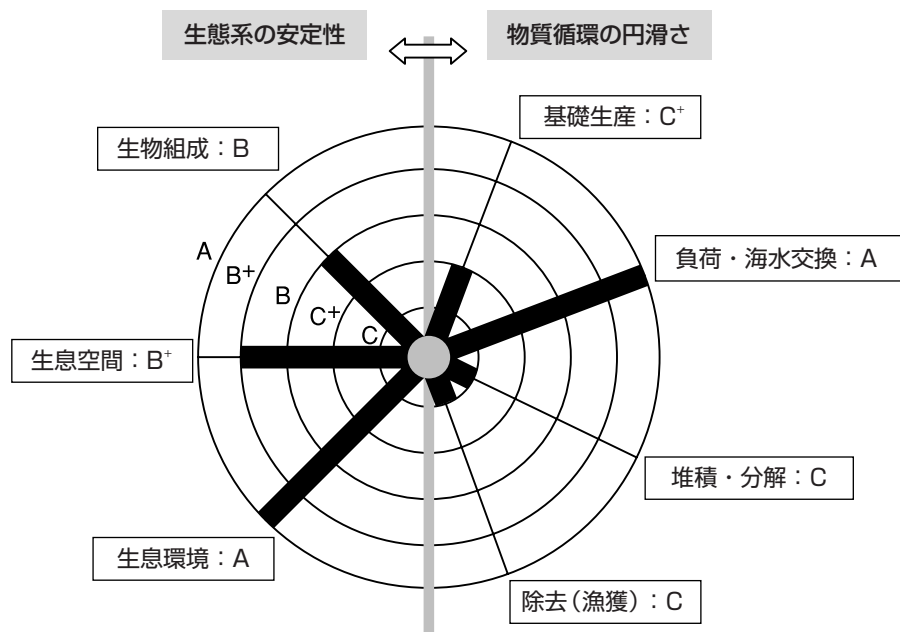 生態系の安定性
物質循環の円滑さ
基礎生産：C⁺
生物組成：B
負荷・海水交換：A
A
B⁺
B
C⁺
C
生息空間：B⁺
堆積・分解：C
生息環境：A
除去（漁獲）：C